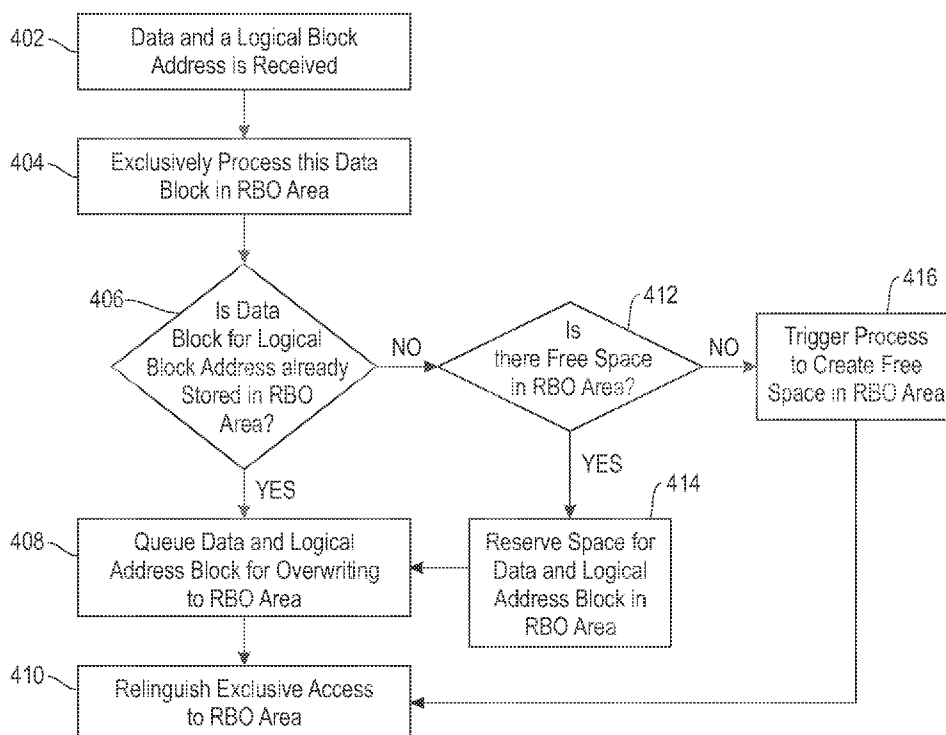 402
Data and a Logical Block
Address is Received
404
Exclusively Process this Data
Block in RBO Area
406
Is Data
Block for Logical
Block Address already
Stored in RBO
Area?
NO
YES
412
Is
there Free Space
in RBO Area?
NO
YES
416
Trigger Process
to Create Free
Space in RBO Area
414
Reserve Space for
Data and Logical
Address Block in
RBO Area
408
Queue Data and Logical
Address Block for Overwriting
to RBO Area
410
Relinguish Exclusive Access
to RBO Area